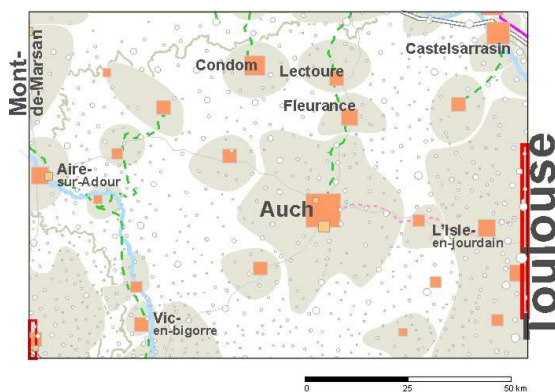 Castelsarrasin
Condom
Lectoure
Mont-
de-Marsan
Fleurance
Toulouse
Aire-
sur-Adour
Auch
L'Isle-
en-jourdain
Vic-
en-bigorre
0 25 50 km